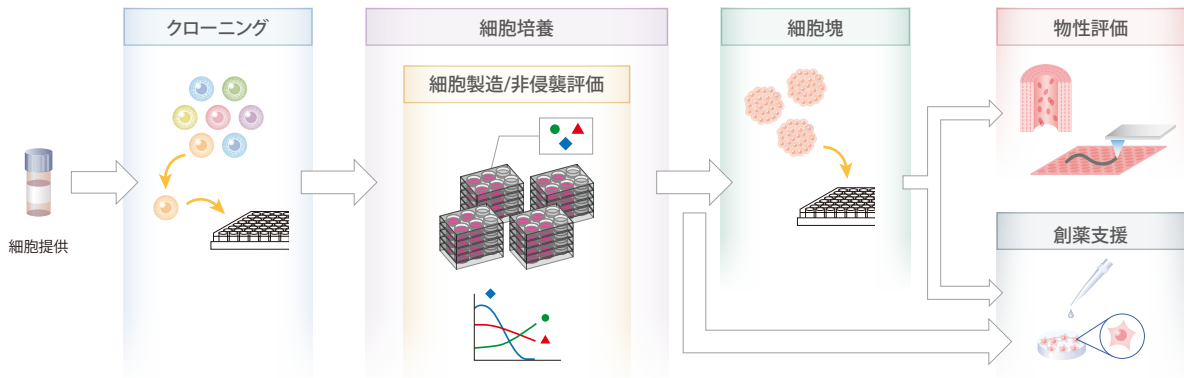 細胞提供
クローニング
細胞培養
細胞製造/非侵襲評価
細胞塊
物性評価
創薬支援